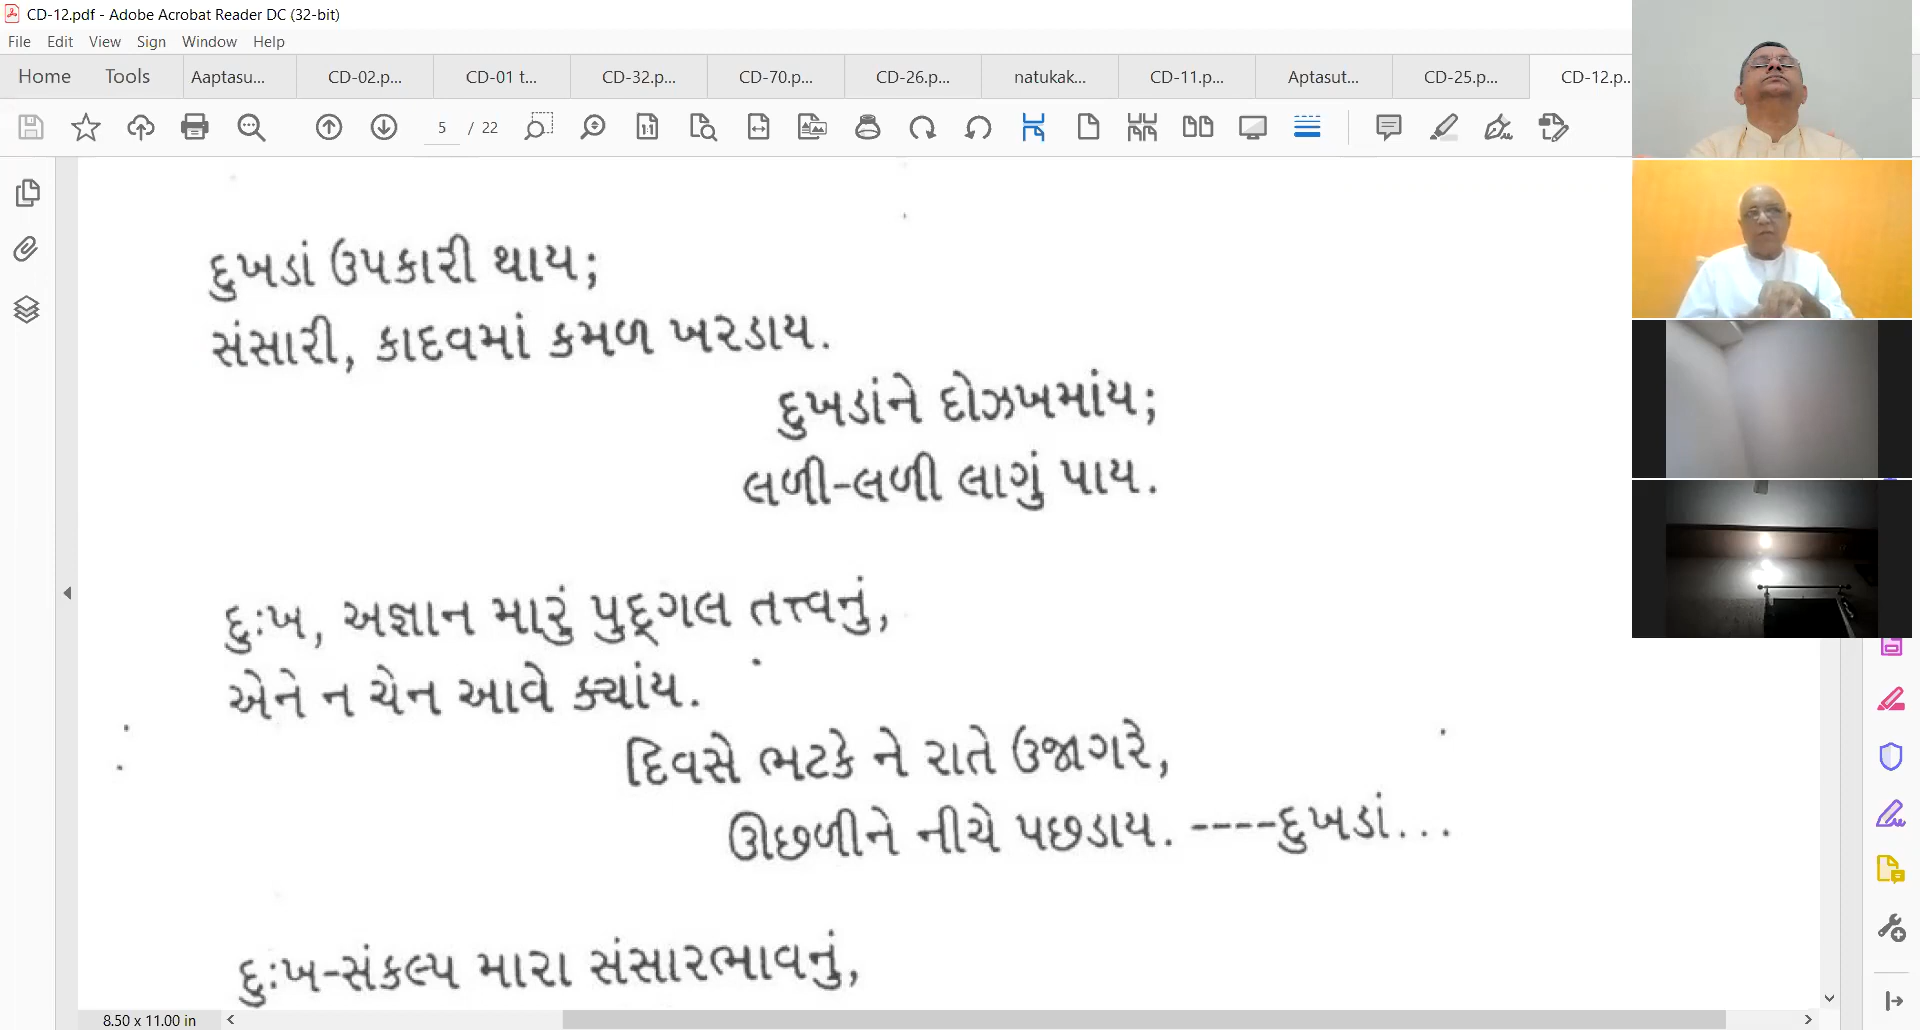 CD-12.pdf - Adobe Acrobat Reader DC (32-bit)
File Edit View Sign Window Help
Home Tools Aaptasu... CD-02.p... CD-01 t... CD-32.p... CD-70.p... CD-26.p... natukak... CD-11.p... Aptasut... CD-25.p... CD-12.p..
5 / 22
દુખડાં ઉપકારી થાય;
સંસારી, કાદવમાં કમળ ખરડાય.
દુખડાંને દોઝખમાંય;
લળી-લળી લાગું પાય.
દુઃખ, અજ્ઞાન મારું પુદ્ગલ તત્ત્વનું,
એને ન ચેન આવે ક્યાંય.
દિવસે ભટકે ને રાતે ઉજાગરે,
ઊછળીને નીચે પછડાય. ----દુખડાં...
દુઃખ-સંકલ્પ મારા સંસારભાવનું,
8.50 x 11.00 in